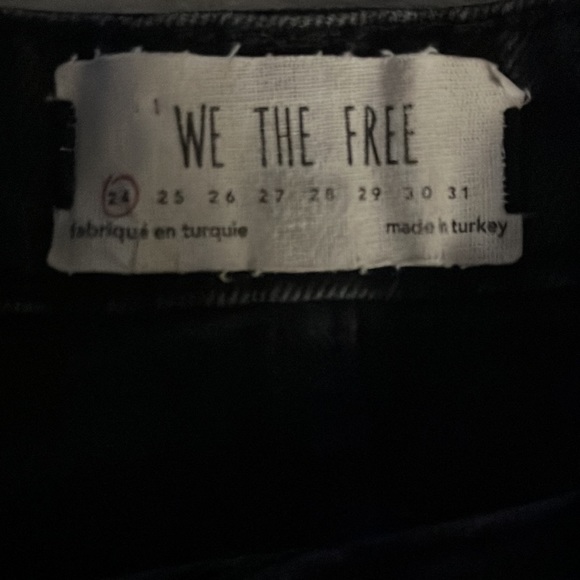 WE THE FREE
24 25 26 27 28 29 30 31
fabriqué en turquie made in turkey